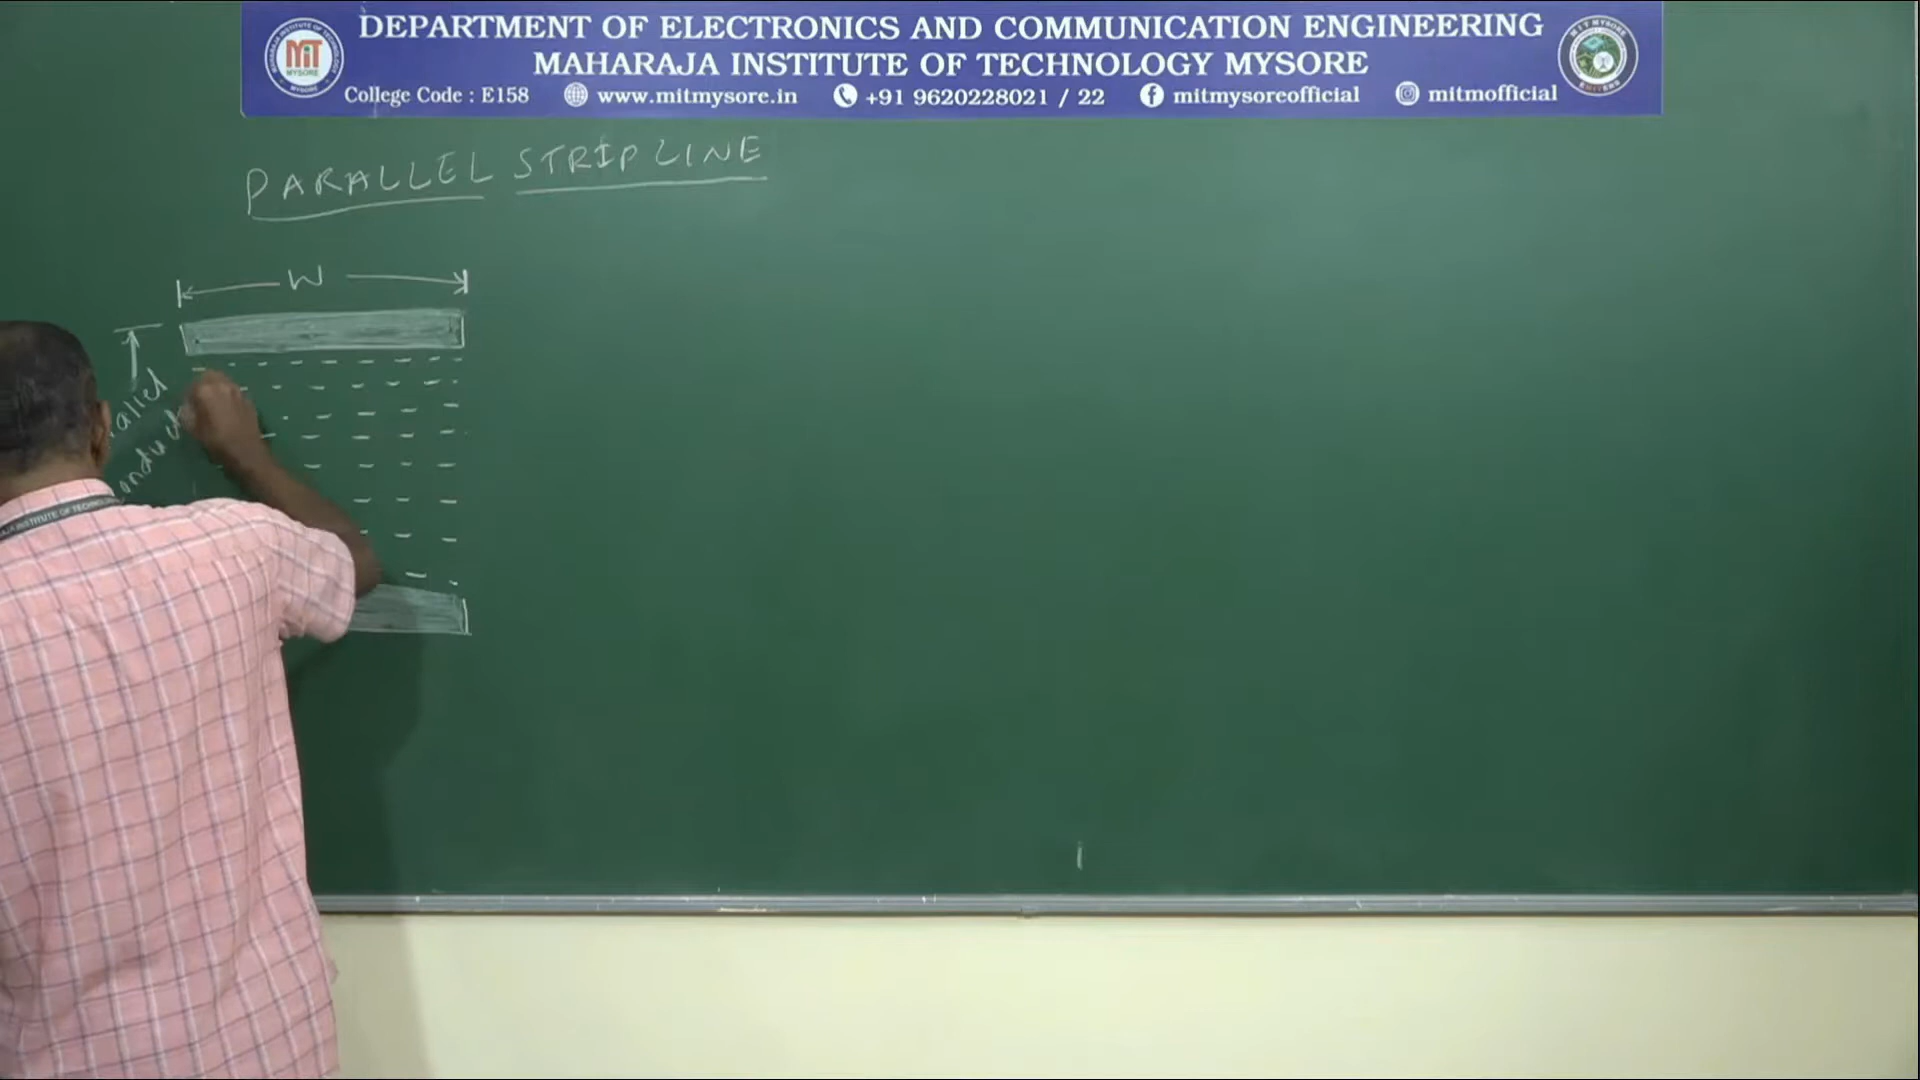 DEPARTMENT OF ELECTRONICS AND COMMUNICATION ENGINEERING
MAHARAJA INSTITUTE OF TECHNOLOGY MYSORE
College Code : E158 www.mitmysore.in +91 9620228021 / 22 mitmysoreofficial mitmofficial
MIT
MYSORE
PARALLEL STRIP LINE
W